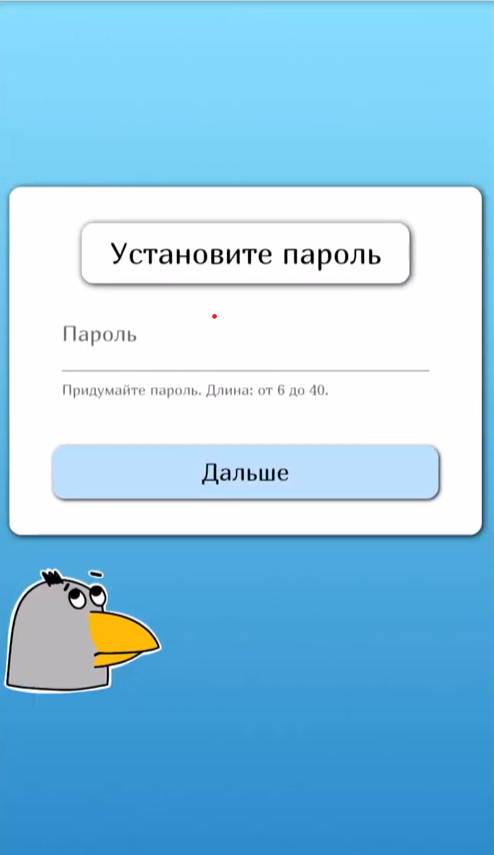 Установите пароль
Пароль
Придумайте пароль. Длина: от 6 до 40.
Дальше